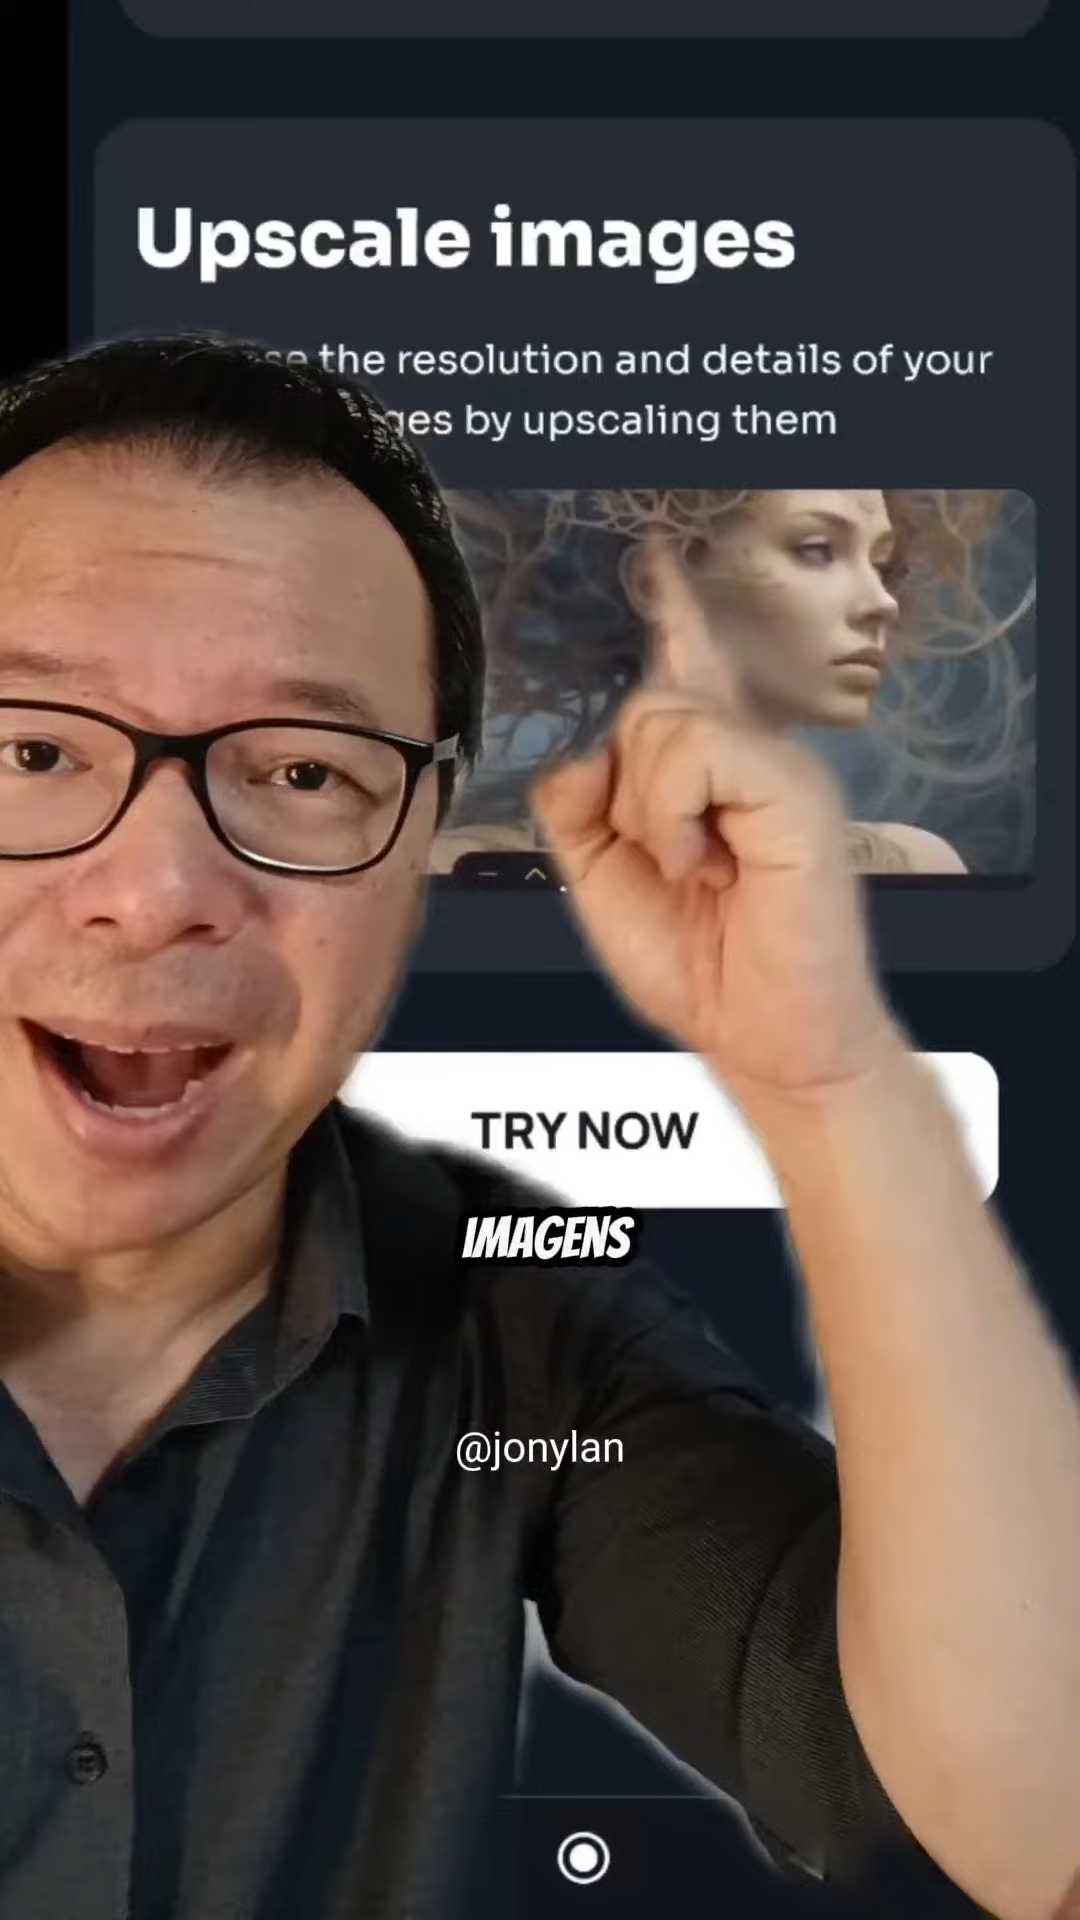 Upscale images
the resolution and details of your
by upscaling them
TRY NOW
IMAGENS
@jonylan